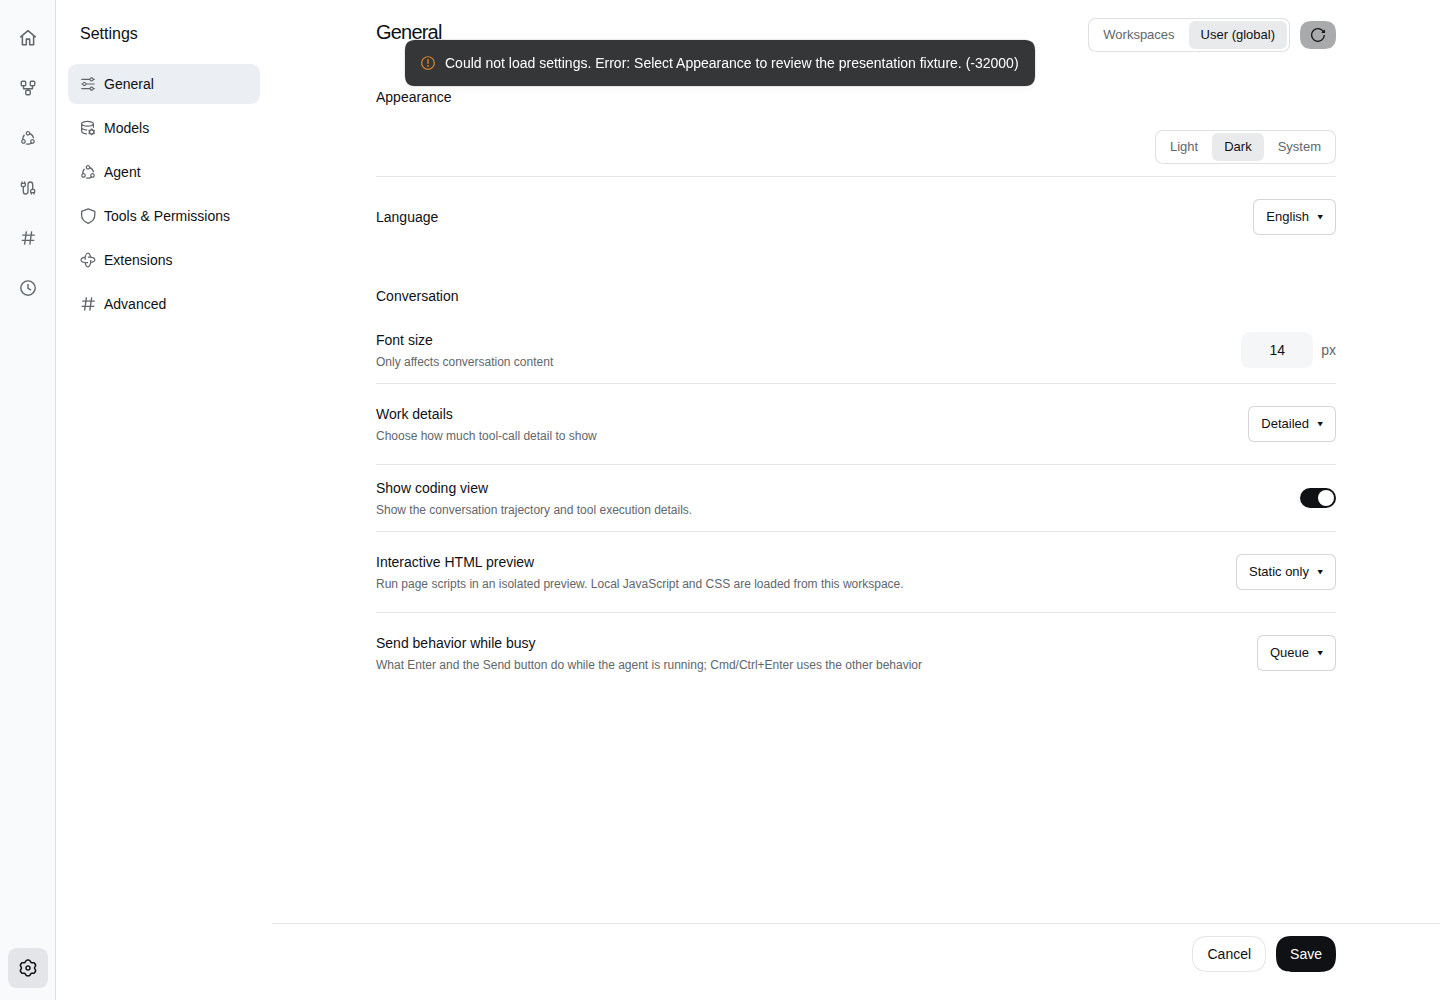 Settings
General
Models
Agent
Tools & Permissions
Extensions
Advanced
General
Workspaces
User (global)
Could not load settings. Error: Select Appearance to review the presentation fixture. (-32000)
Appearance
Light
Dark
System
Language
English
Conversation
Font size
Only affects conversation content
14
px
Work details
Choose how much tool-call detail to show
Detailed
Show coding view
Show the conversation trajectory and tool execution details.
Interactive HTML preview
Run page scripts in an isolated preview. Local JavaScript and CSS are loaded from this workspace.
Static only
Send behavior while busy
What Enter and the Send button do while the agent is running; Cmd/Ctrl+Enter uses the other behavior
Queue
Cancel
Save